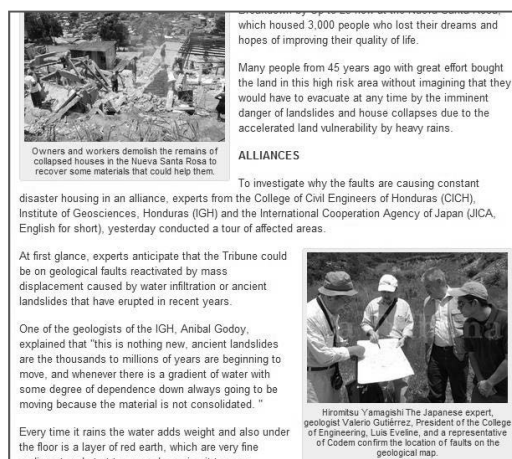 which housed 3,000 people who lost their dreams and
hopes of improving their quality of life.
Many people from 45 years ago with great effort bought
the land in this high risk area without imagining that they
would have to evacuate at any time by the imminent
danger of landslides and house collapses due to the
accelerated land vulnerability by heavy rains.
Owners and workers demolish the remains of
collapsed houses in the Nueva Santa Rosa to
recover some materials that could help them.
ALLIANCES
To investigate why the faults are causing constant
disaster housing in an alliance, experts from the College of Civil Engineers of Honduras (CICH),
Institute of Geosciences, Honduras (IGH) and the International Cooperation Agency of Japan (JICA,
English for short), yesterday conducted a tour of affected areas.
At first glance, experts anticipate that the Tribune could
be on geological faults reactivated by mass
displacement caused by water infiltration or ancient
landslides that have erupted in recent years.
One of the geologists of the IGH, Anibal Godoy,
explained that "this is nothing new, ancient landslides
are the thousands to millions of years are beginning to
move, and whenever there is a gradient of water with
some degree of dependence down always going to be
moving because the material is not consolidated. "
Hiromitsu Yamagishi The Japanese expert,
geologist Valerio Gutiérrez, President of the College
of Engineering, Luis Eveline, and a representative
of Codem confirm the location of faults on the
geological map.
Every time it rains the water adds weight and also under
the floor is a layer of red earth, which are very fine